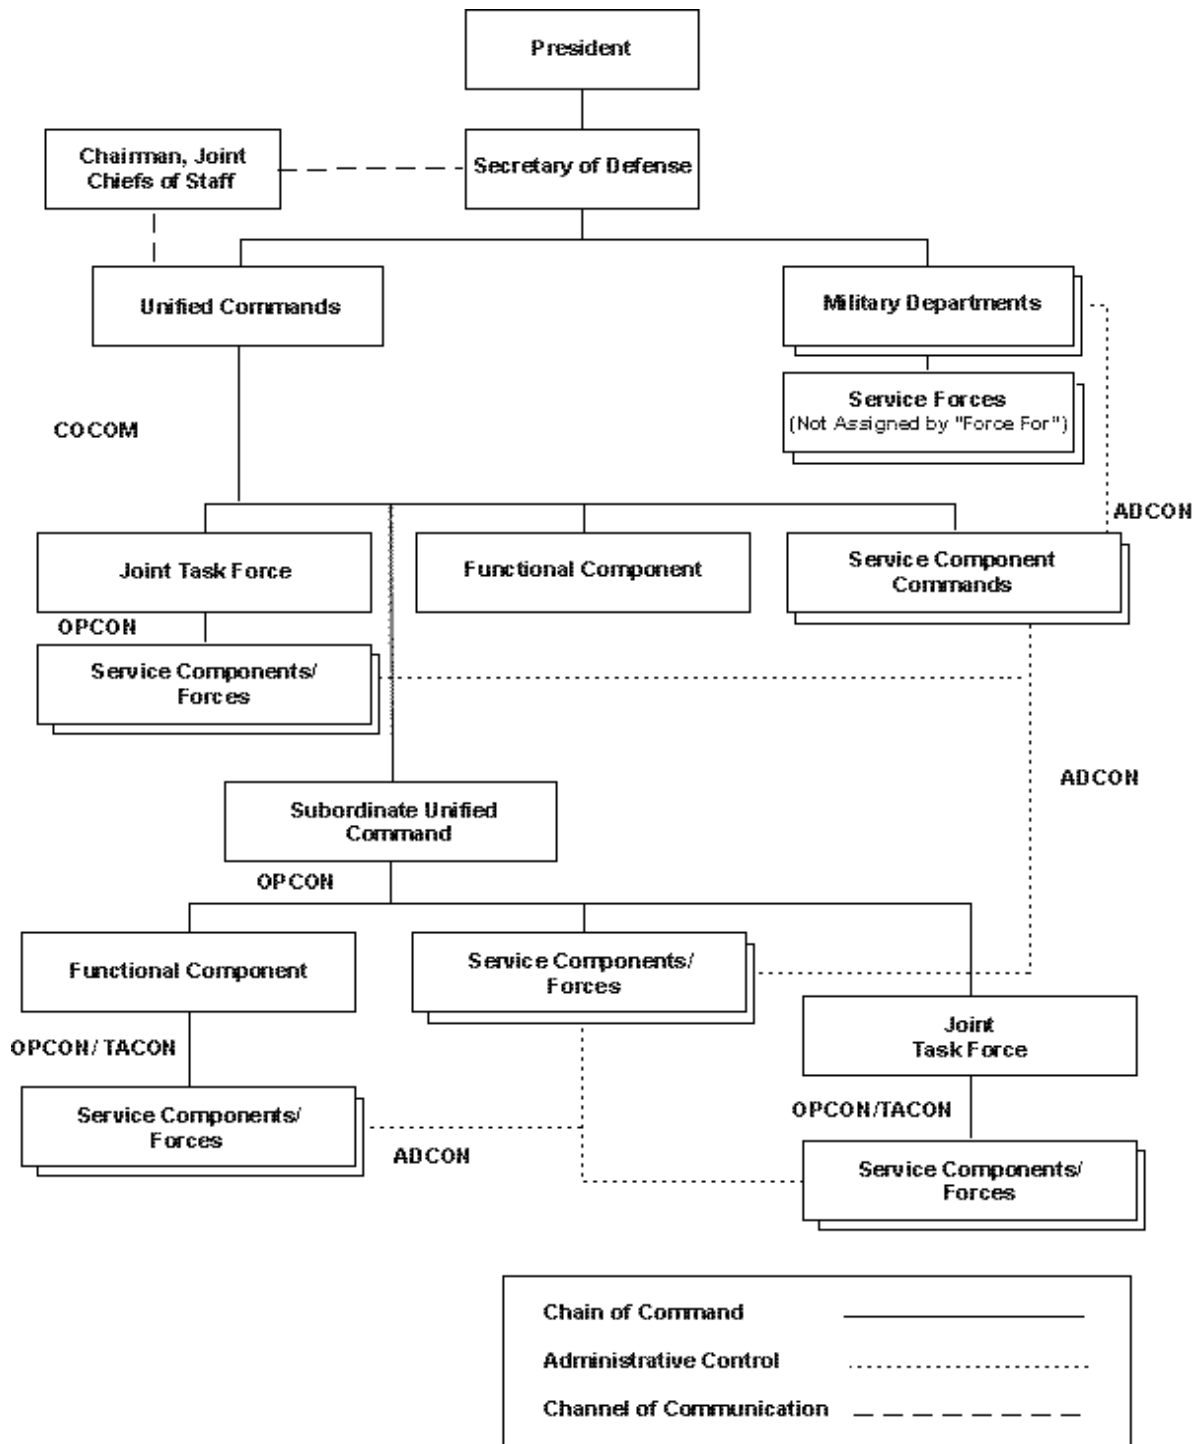 President
Chairman, Joint
Chiefs of Staff
Secretary of Defense
Unified Commands
Military Departments
Service Forces
(Not Assigned by "Force For")
COCOM
ADCON
Joint Task Force
Functional Component
Service Component
Commands
OPCON
Service Components/
Forces
ADCON
Subordinate Unified
Command
OPCON
Functional Component
Service Components/
Forces
Joint
Task Force
OPCON/ TACON
Service Components/
Forces
OPCON/TACON
ADCON
Service Components/
Forces
Chain of Command
Administrative Control
Channel of Communication